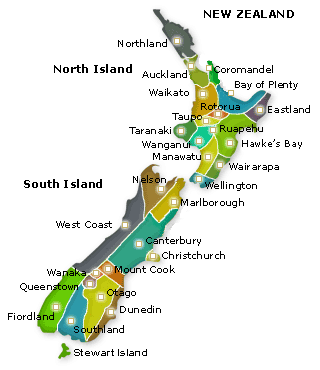 NEW ZEALAND
Northland
North Island
Auckland
Coromandel
Waikato
Bay of Plenty
Rotorua
Taupo
Eastland
Taranaki
Ruapehu
Wanganui
Hawke's Bay
Manawatu
Wairarapa
Nelson
Wellington
South Island
Marlborough
West Coast
Canterbury
Christchurch
Wanaka
Mount Cook
Queenstown
Otago
Fiordland
Dunedin
Southland
Stewart Island